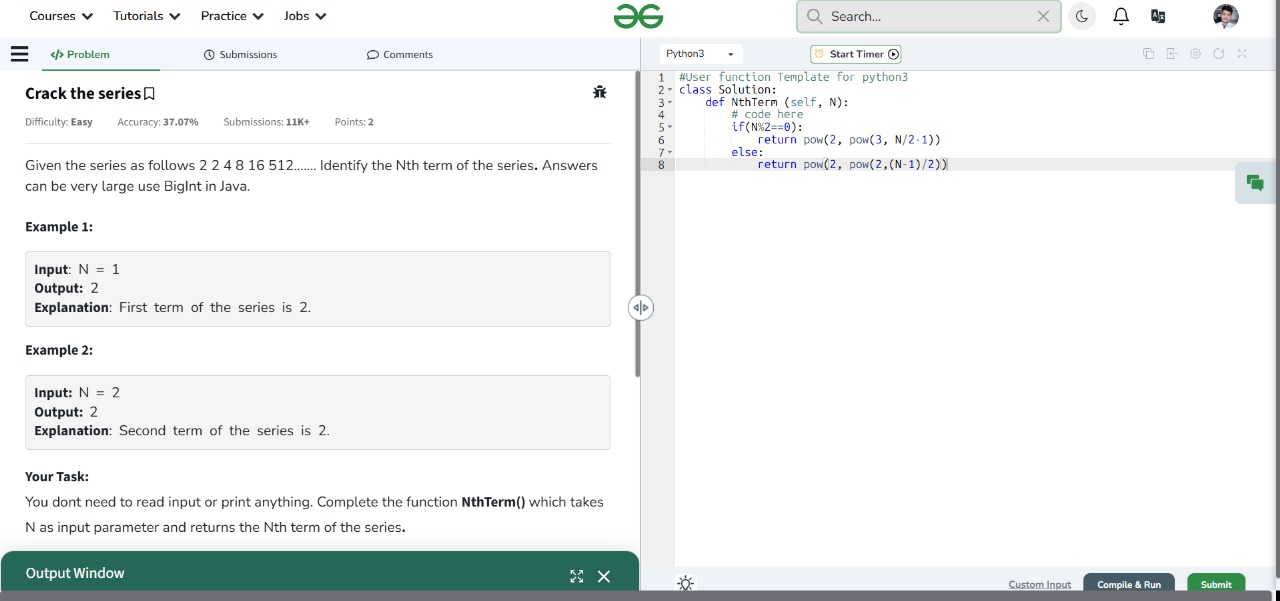 Courses Tutorials Practice Jobs Search...
Problem Submissions Comments
Crack the series
Difficulty: Easy Accuracy: 37.07% Submissions: 11K+ Points: 2
Given the series as follows 2 2 4 8 16 512....... Identify the Nth term of the series. Answers
can be very large use BigInt in Java.
Example 1:
Input: N = 1
Output: 2
Explanation: First term of the series is 2.
Example 2:
Input: N = 2
Output: 2
Explanation: Second term of the series is 2.
Your Task:
You dont need to read input or print anything. Complete the function NthTerm() which takes
N as input parameter and returns the Nth term of the series.
Output Window
Python3 Start Timer
1 #User function Template for python3
2 class Solution:
3 def NthTerm (self, N):
4 # code here
5 if(N%2==0):
6 return pow(2, pow(3, N/2-1))
7 else:
8 return pow(2, pow(2,(N-1)/2))
Custom Input Compile & Run Submit